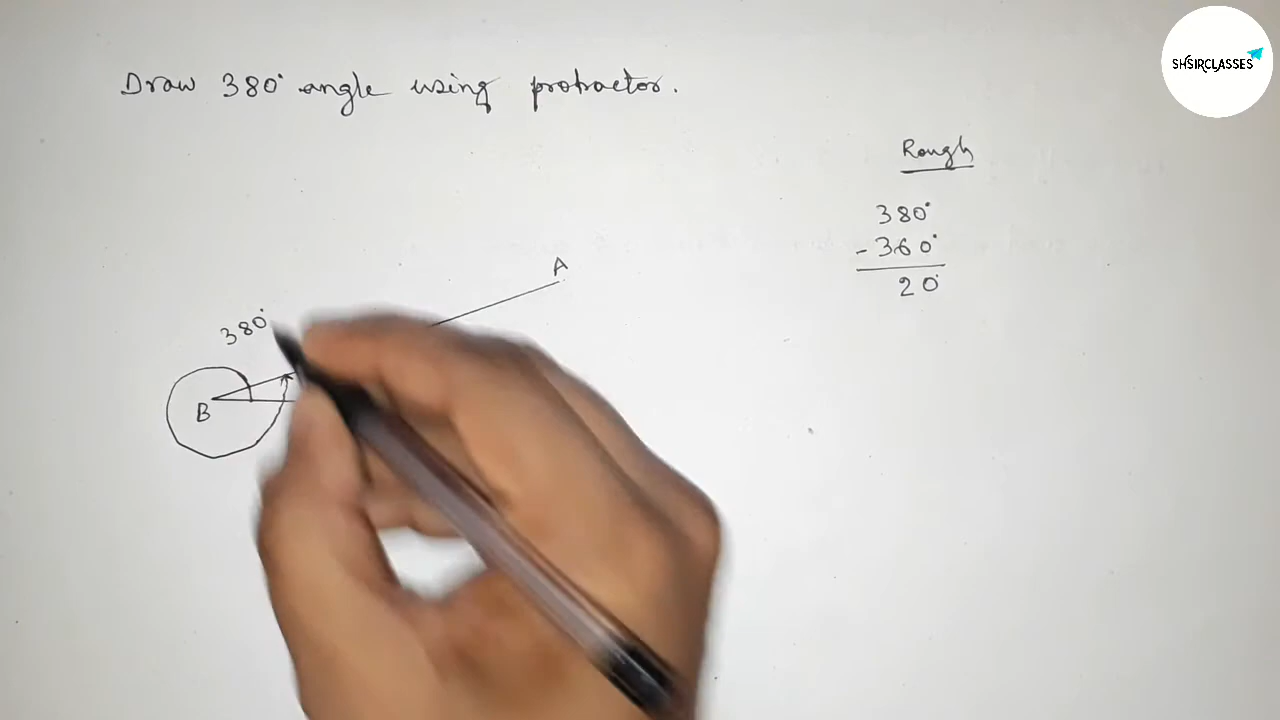 SHSIRCLASSES
Draw 380° angle using protractor.
Rough
380°
- 360°
20°
A
380°
B